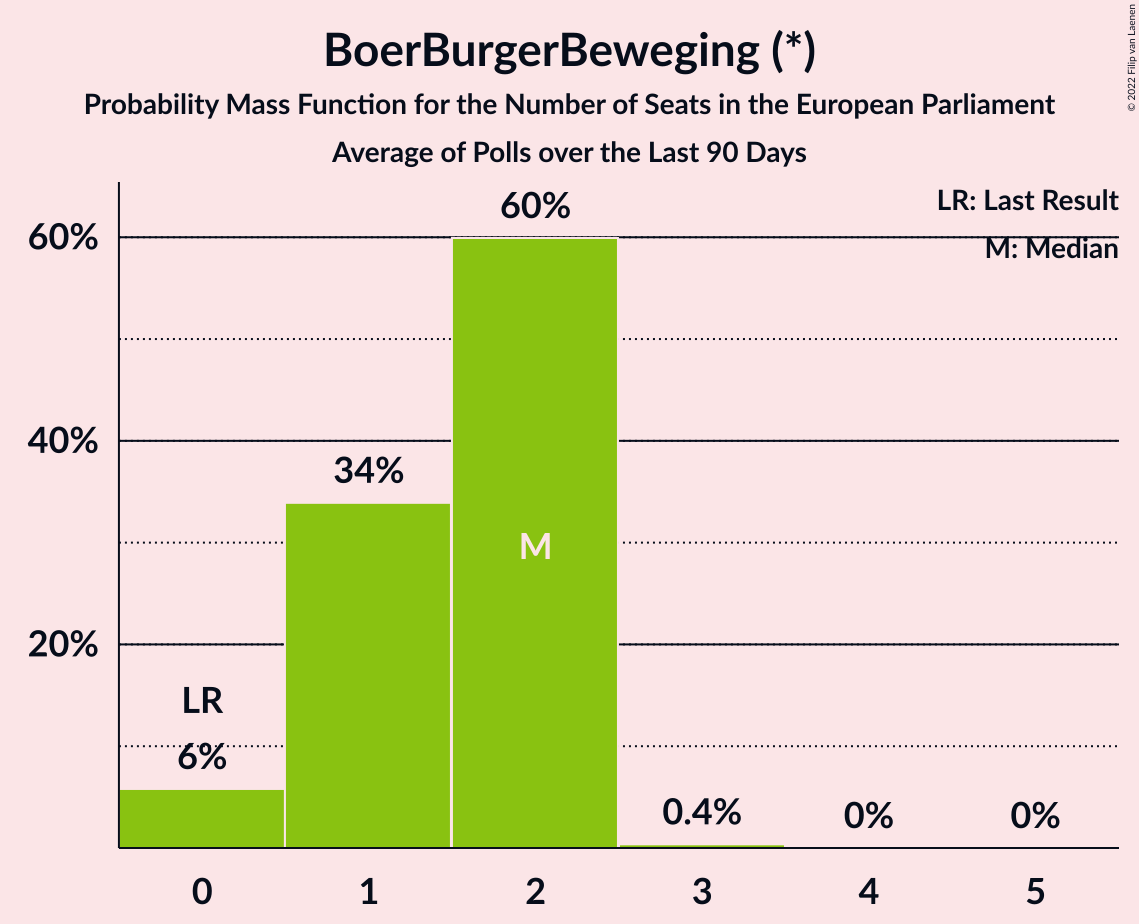 BoerBurgerBeweging (*)
Probability Mass Function for the Number of Seats in the European Parliament
Average of Polls over the Last 90 Days
© 2022 Filip van Laenen
LR: Last Result
M: Median
60%
60%
40%
34%
M
20%
LR
6%
0.4%
0%
0%
0 1 2 3 4 5